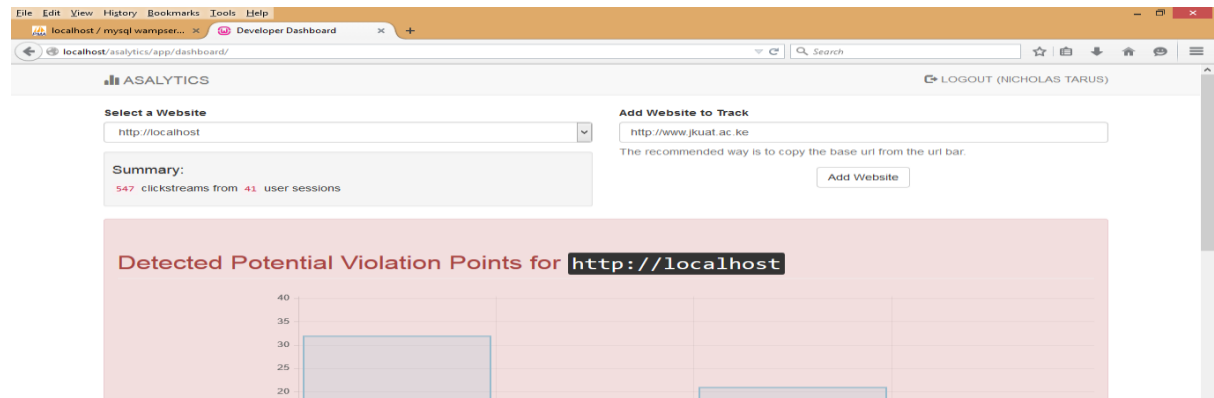 File Edit View History Bookmarks Tools Help
localhost / mysql wampser... × Developer Dashboard × +
localhost/asalytics/app/dashboard/ Search
ASALYTICS LOGOUT (NICHOLAS TARUS)
Select a Website
http://localhost
Summary:
547 clickstreams from 41 user sessions
Add Website to Track
http://www.jkuat.ac.ke
The recommended way is to copy the base url from the url bar.
Add Website
Detected Potential Violation Points for http://localhost
40
35
30
25
20